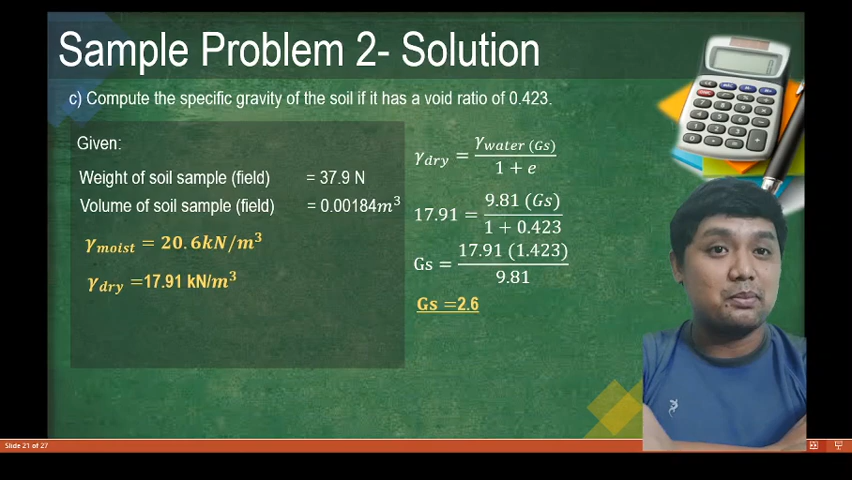 Sample Problem 2- Solution
c) Compute the specific gravity of the soil if it has a void ratio of 0.423.
Given:
Weight of soil sample (field) = 37.9 N
Volume of soil sample (field) = 0.00184m³
γmoist = 20.6kN/m³
γdry =17.91 kN/m³
γdry = γwater (Gs) / 1 + e
17.91 = 9.81 (Gs) / 1 + 0.423
Gs = 17.91 (1.423) / 9.81
Gs =2.6
Slide 21 of 27